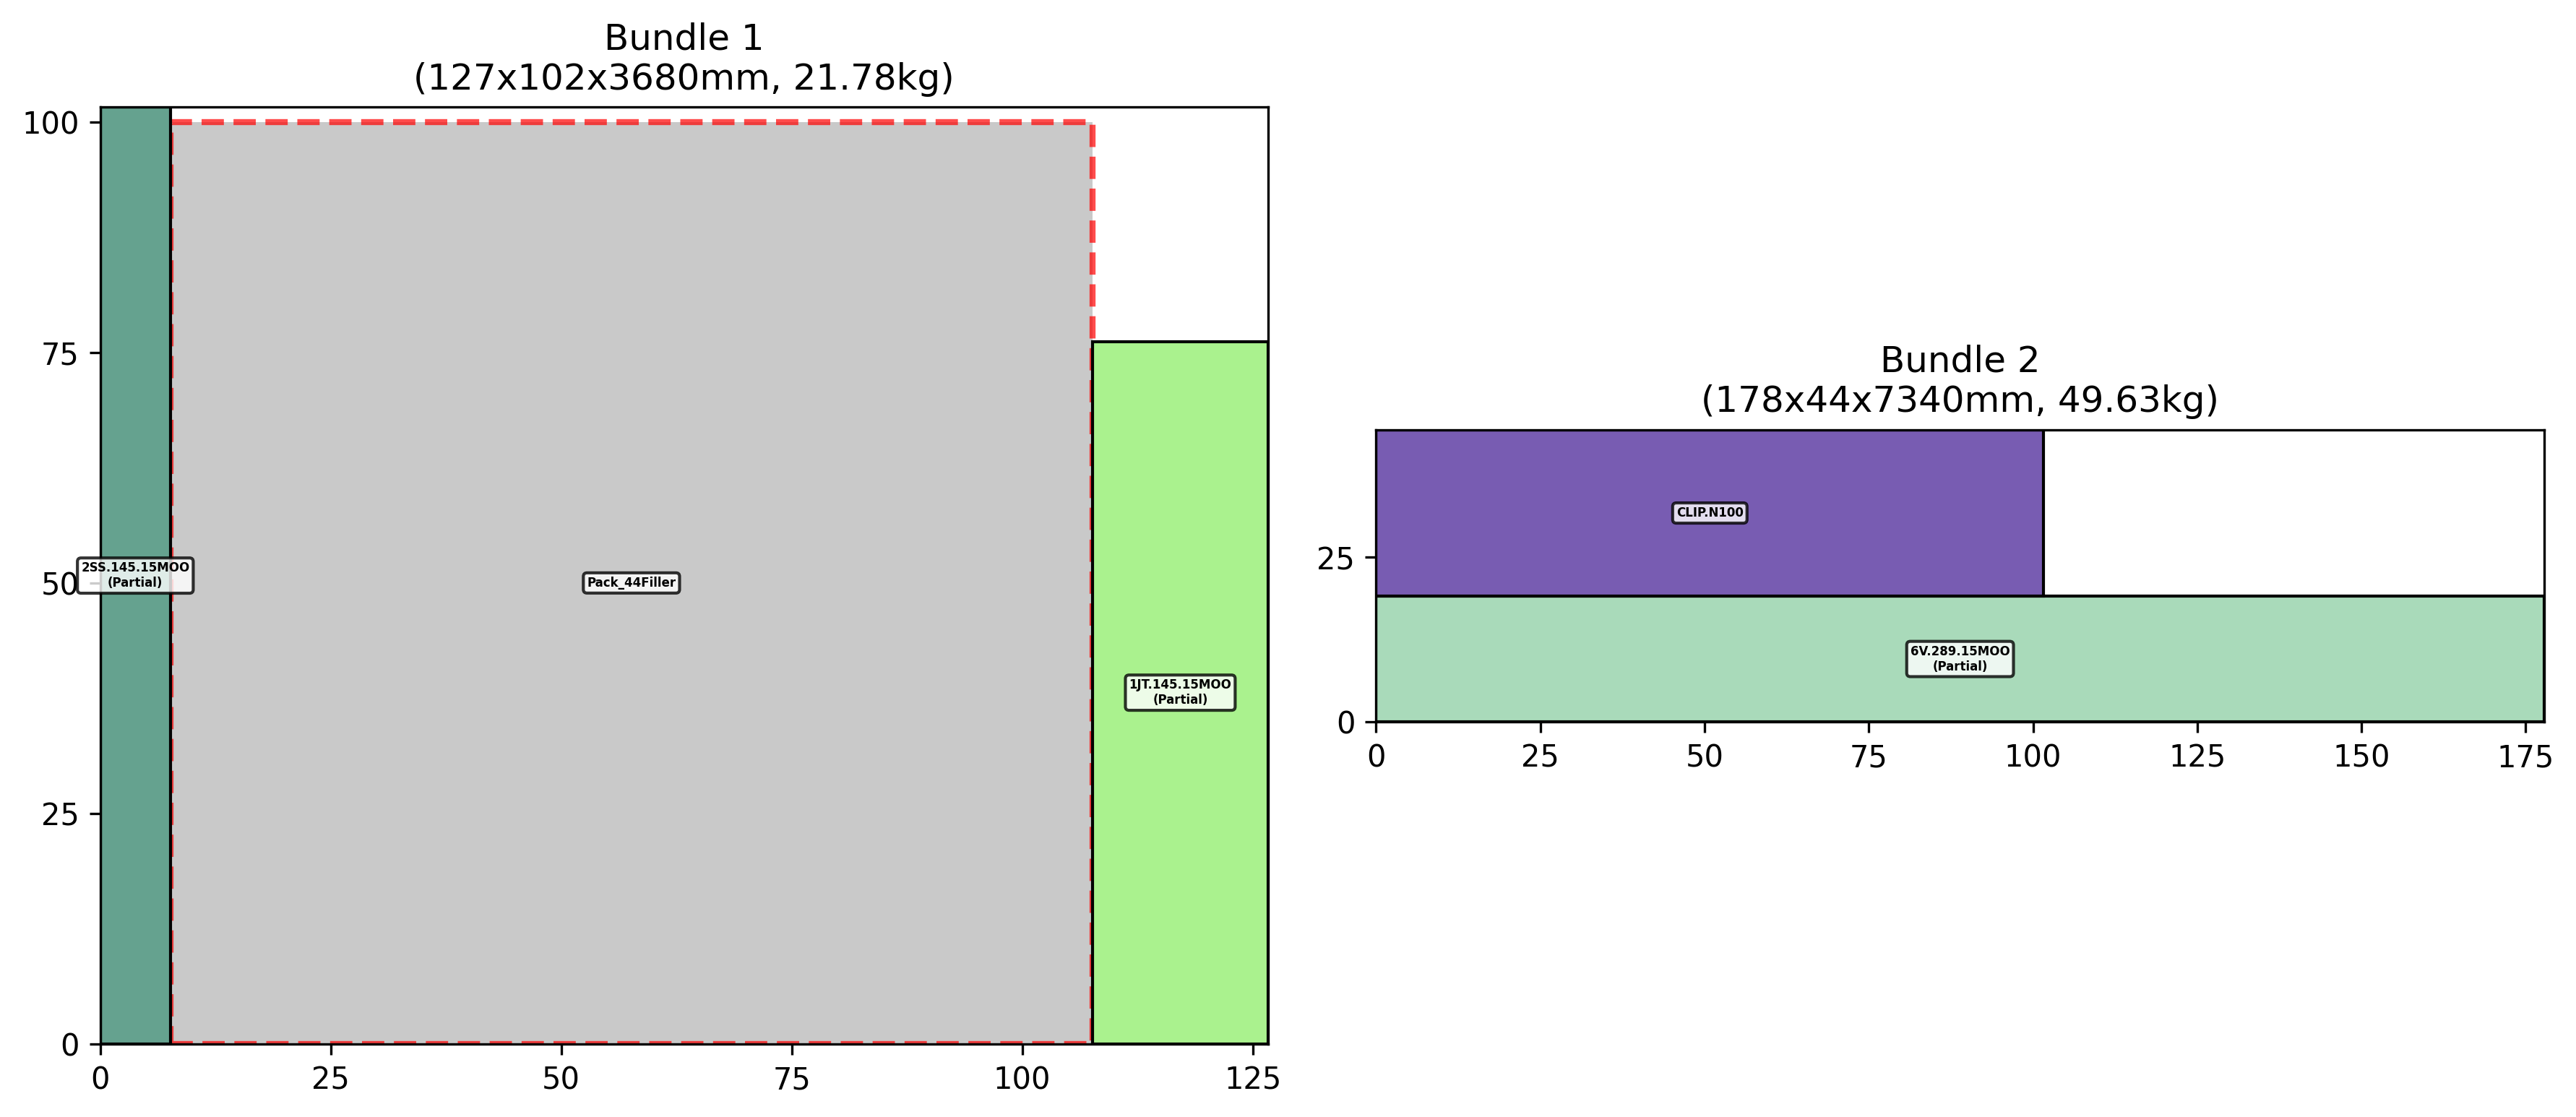 Bundle 1
(127x102x3680mm, 21.78kg)
100
75
50
25
0
2SS.145.15MOO
(Partial)
Pack_44Filler
1JT.145.15MOO
(Partial)
0 25 50 75 100 125
Bundle 2
(178x44x7340mm, 49.63kg)
25
0
CLIP.N100
6V.289.15MOO
(Partial)
0 25 50 75 100 125 150 175